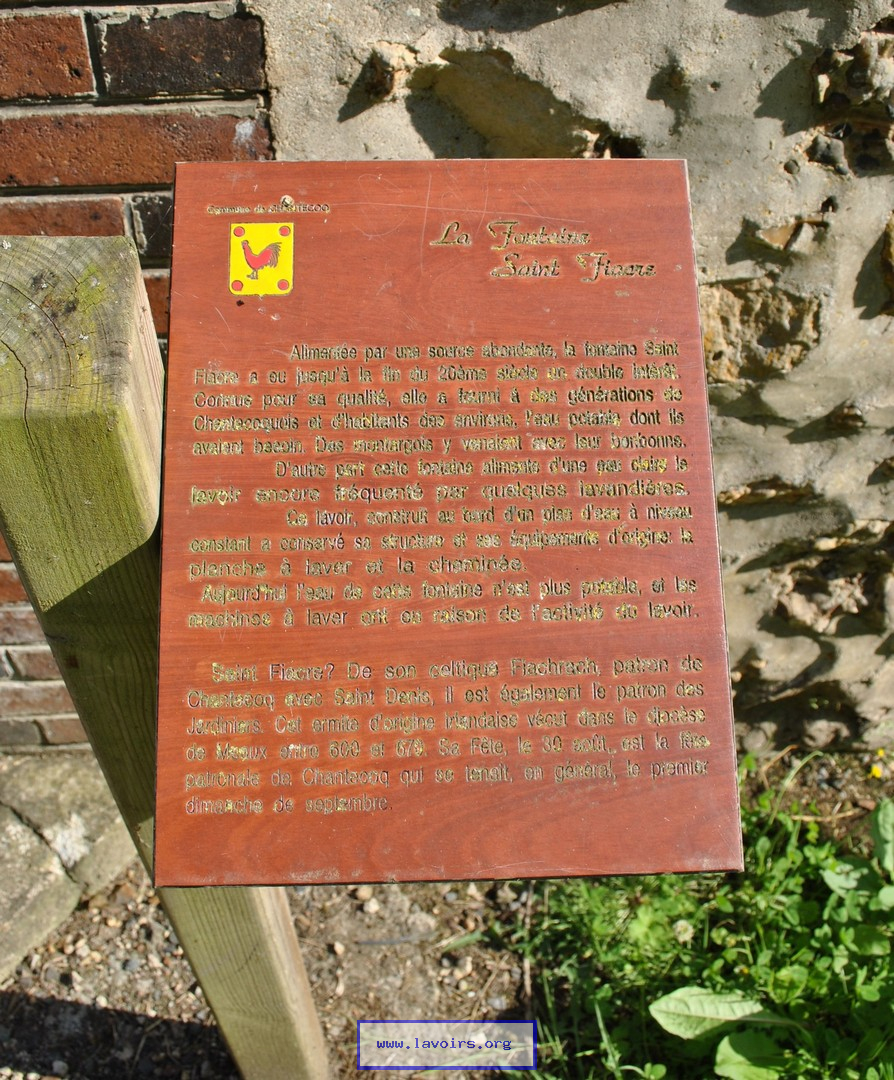 Commune de CHANTECOQ
La Fontaine
Saint Fiacre
Alimentée par une source abondante, la fontaine Saint
Fiacre a eu jusqu'à la fin du 20ème siècle un double intérêt.
Connue pour sa qualité, elle a fourni à des générations de
Chantecoquois et d'habitants des environs, l'eau potable dont ils
avaient besoin. Des montargois y venaient avec leur bonbonne.
D'autre part cette fontaine alimente d'une eau claire le
lavoir encore fréquenté par quelques lavandières.
Ce lavoir, construit au bord d'un plan d'eau à niveau
constant a conservé sa structure et ses équipements d'origine: la
planche à laver et la cheminée.
Aujourd'hui l'eau de cette fontaine n'est plus potable, et les
machines à laver ont eu raison de l'activité du lavoir.
Saint Fiacre? De son celtique Fiachrach, patron de
Chantecoq avec Saint Denis, il est également le patron des
Jardiniers. Cet ermite d'origine irlandaise vécut dans le diocèse
de Meaux entre 600 et 670. Sa Fête, le 30 août, est la fête
patronale de Chantecoq qui se tenait, en général, le premier
dimanche de septembre.
www.lavoirs.org